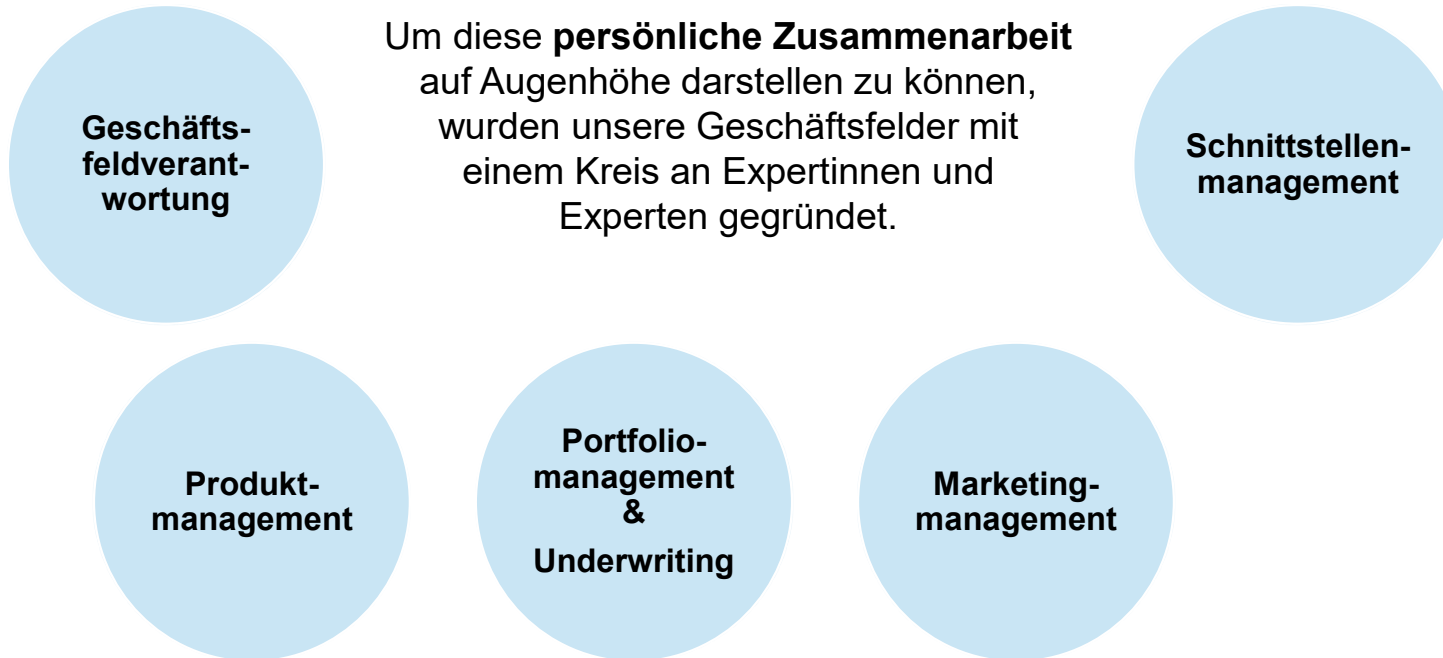 Um diese persönliche Zusammenarbeit
auf Augenhöhe darstellen zu können,
wurden unsere Geschäftsfelder mit
einem Kreis an Expertinnen und
Experten gegründet.
Geschäfts-
feldverant-
wortung
Schnittstellen-
management
Produkt-
management
Portfolio-
management
&
Underwriting
Marketing-
management